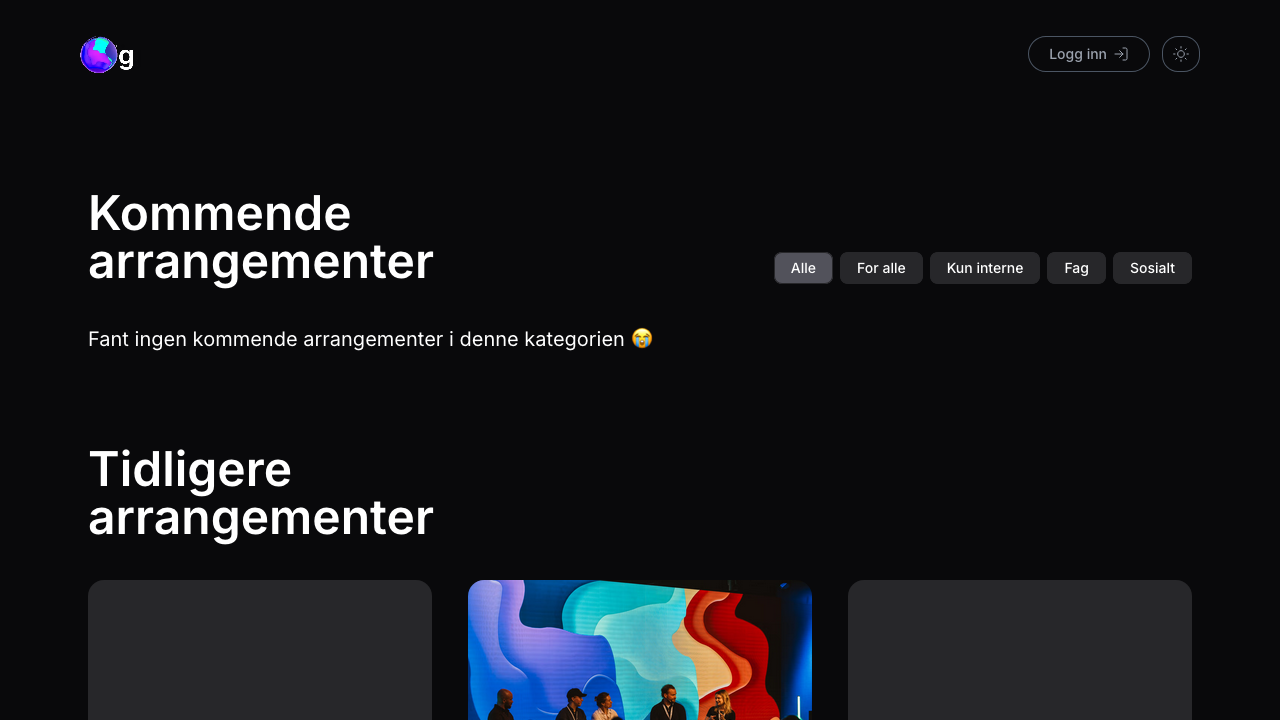 g
Logg inn
Kommende
arrangementer
Alle
For alle
Kun interne
Fag
Sosialt
Fant ingen kommende arrangementer i denne kategorien 😭
Tidligere
arrangementer